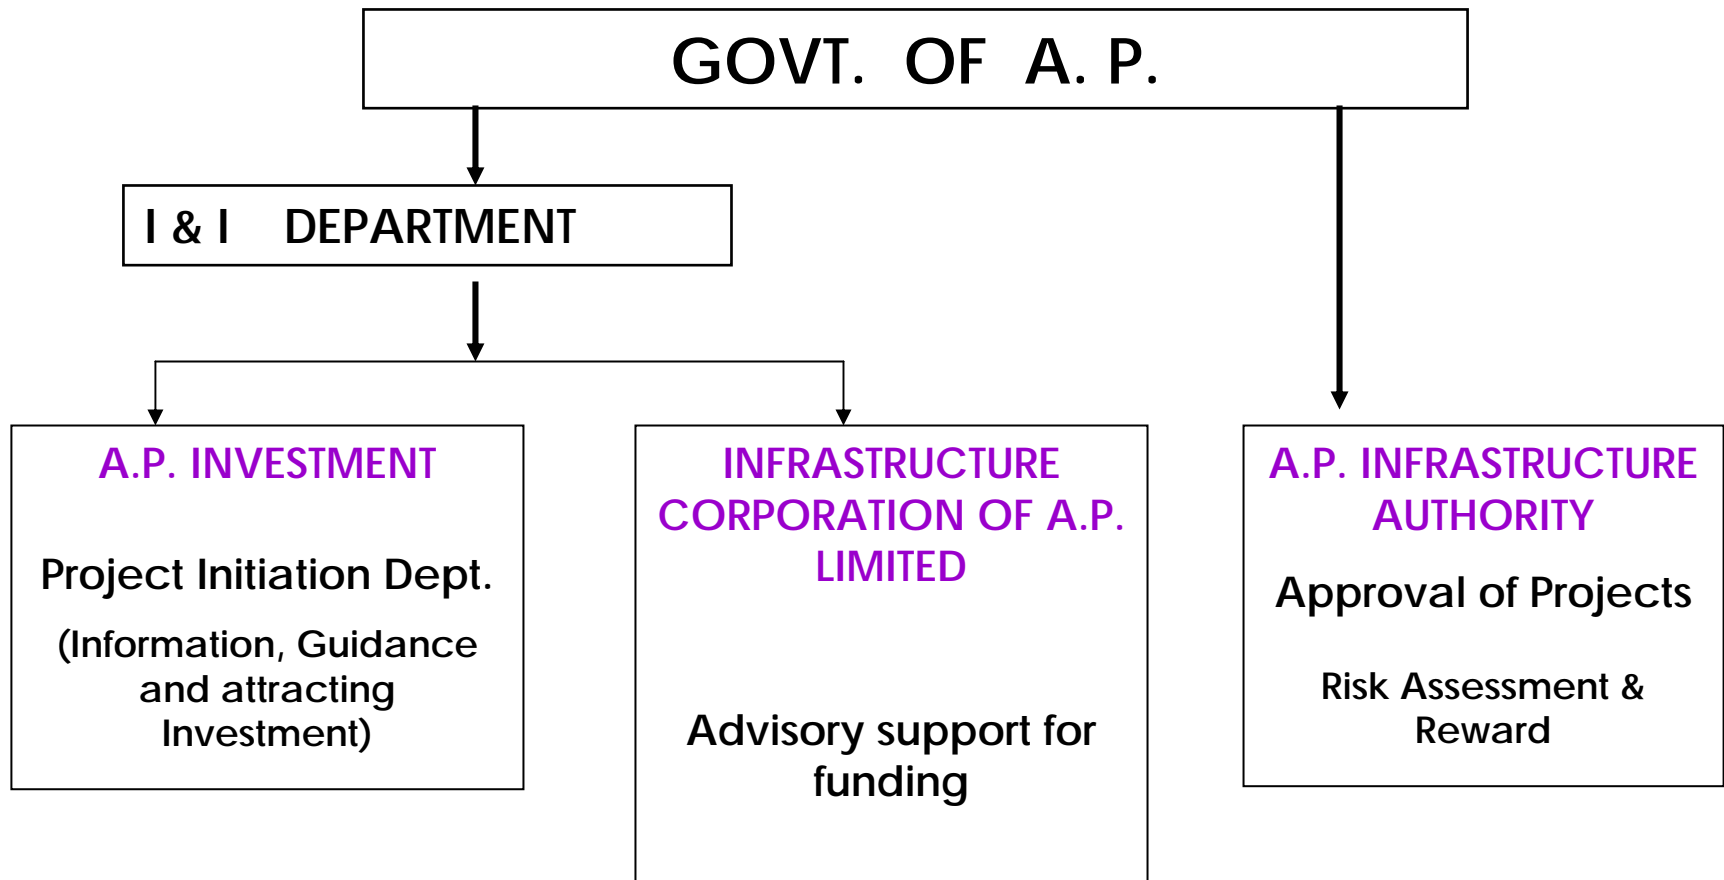 GOVT. OF A. P.
I & I DEPARTMENT
A.P. INVESTMENT
Project Initiation Dept.
(Information, Guidance
and attracting
Investment)
INFRASTRUCTURE
CORPORATION OF A.P.
LIMITED
Advisory support for
funding
A.P. INFRASTRUCTURE
AUTHORITY
Approval of Projects
Risk Assessment &
Reward